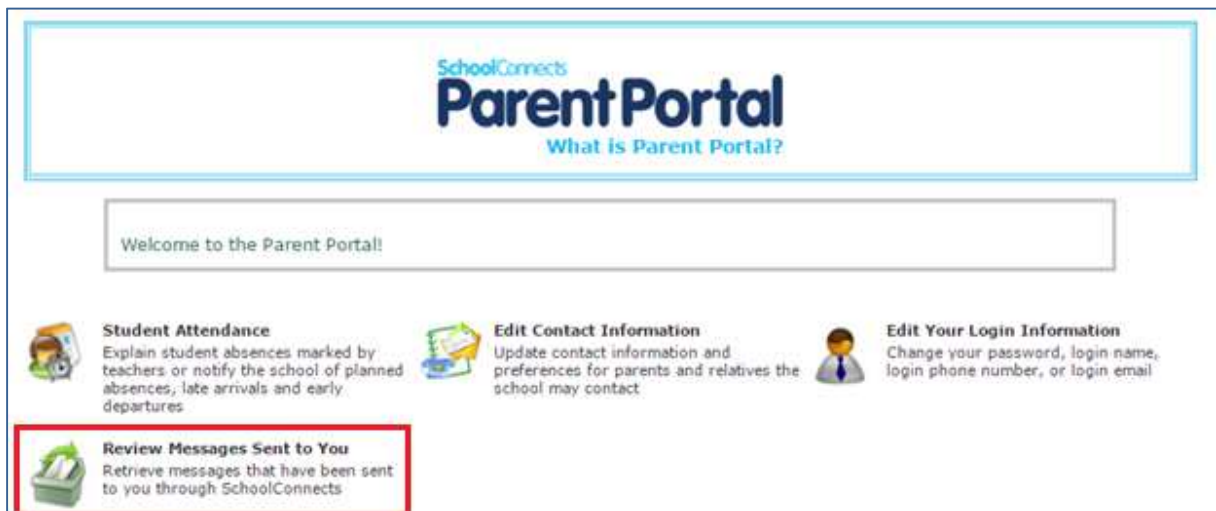 SchoolConnects
ParentPortal
What is Parent Portal?
Welcome to the Parent Portal!
Student Attendance
Explain student absences marked by
teachers or notify the school of planned
absences, late arrivals and early
departures
Edit Contact Information
Update contact information and
preferences for parents and relatives the
school may contact
Edit Your Login Information
Change your password, login name,
login phone number, or login email
Review Messages Sent to You
Retrieve messages that have been sent
to you through SchoolConnects